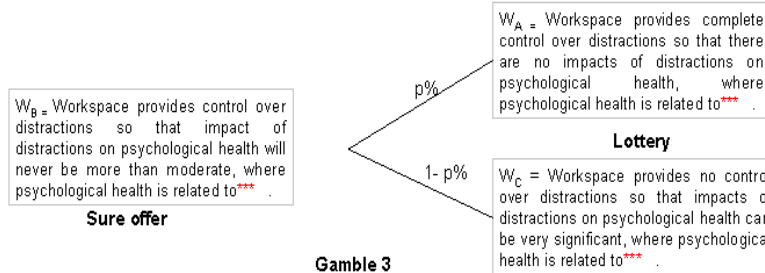 W_A = Workspace provides complete
control over distractions so that there
are no impacts of distractions on
psychological health, where
psychological health is related to*** .
p%
W_B = Workspace provides control over
distractions so that impact of
distractions on psychological health will
never be more than moderate, where
psychological health is related to*** .
Sure offer
Lottery
1- p%
W_C = Workspace provides no control
over distractions so that impacts of
distractions on psychological health can
be very significant, where psychological
health is related to*** .
Gamble 3